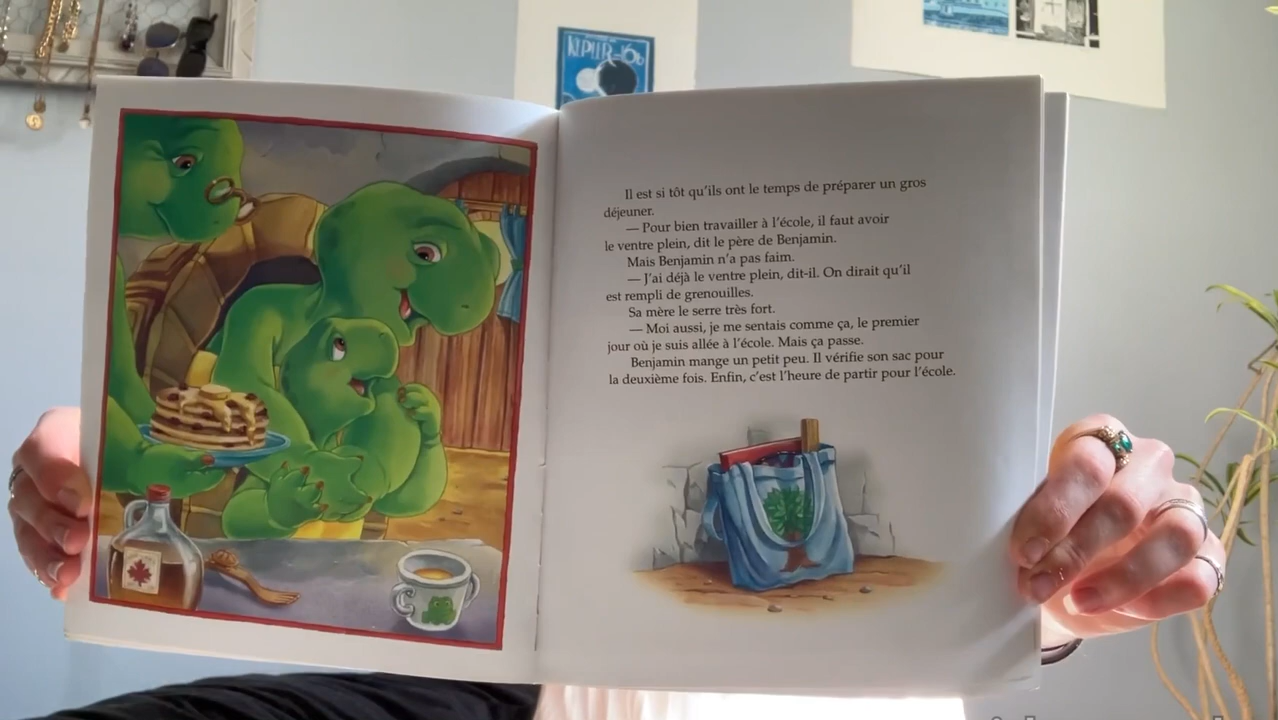 KPHR-106
Il est si tôt qu'ils ont le temps de préparer un gros
déjeuner.
— Pour bien travailler à l'école, il faut avoir
le ventre plein, dit le père de Benjamin.
Mais Benjamin n'a pas faim.
— J'ai déjà le ventre plein, dit-il. On dirait qu'il
est rempli de grenouilles.
Sa mère le serre très fort.
— Moi aussi, je me sentais comme ça, le premier
jour où je suis allée à l'école. Mais ça passe.
Benjamin mange un petit peu. Il vérifie son sac pour
la deuxième fois. Enfin, c'est l'heure de partir pour l'école.